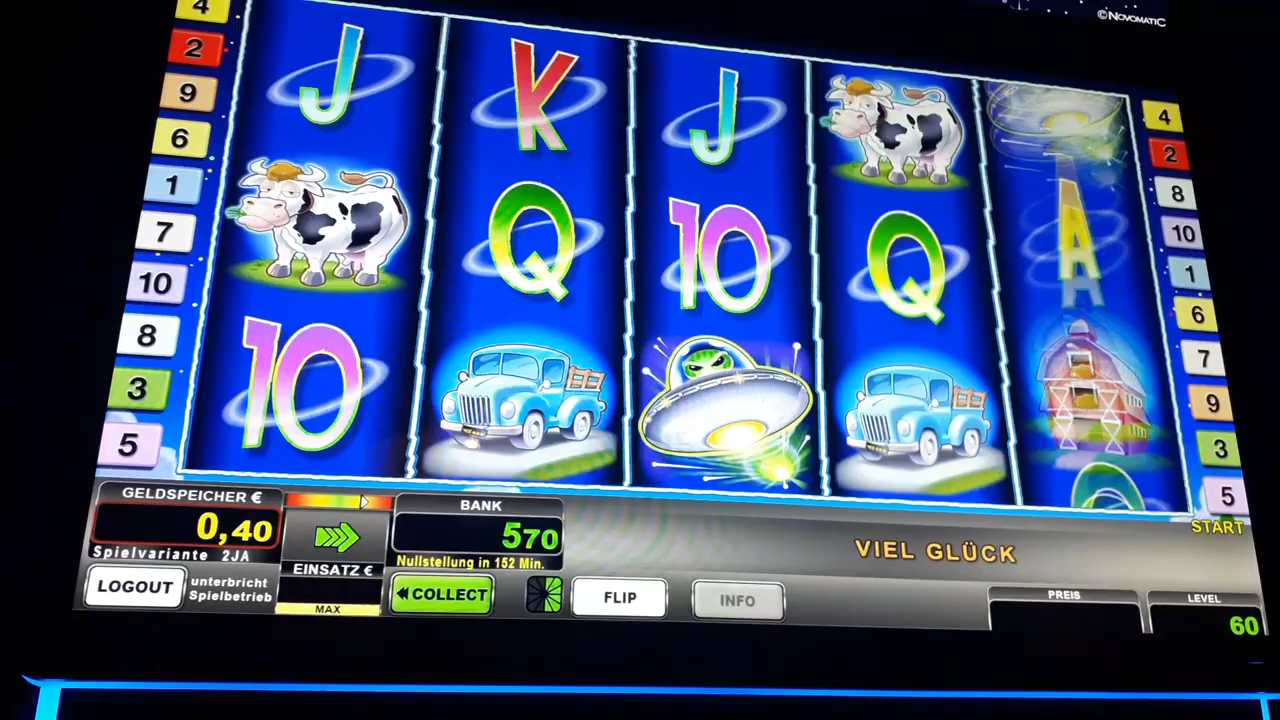 ©NOVOMATIC
4
2
9
6
1
7
10
8
3
5
J
K
J
Q
10
Q
A
10
4
2
8
10
1
6
7
9
3
5
START
GELDSPEICHER €
0,40
Spielvariante 2JA
LOGOUT
unterbricht
Spielbetrieb
EINSATZ €
MAX
BANK
570
Nullstellung in 152 Min.
COLLECT
FLIP
INFO
VIEL GLÜCK
PREIS
LEVEL
60